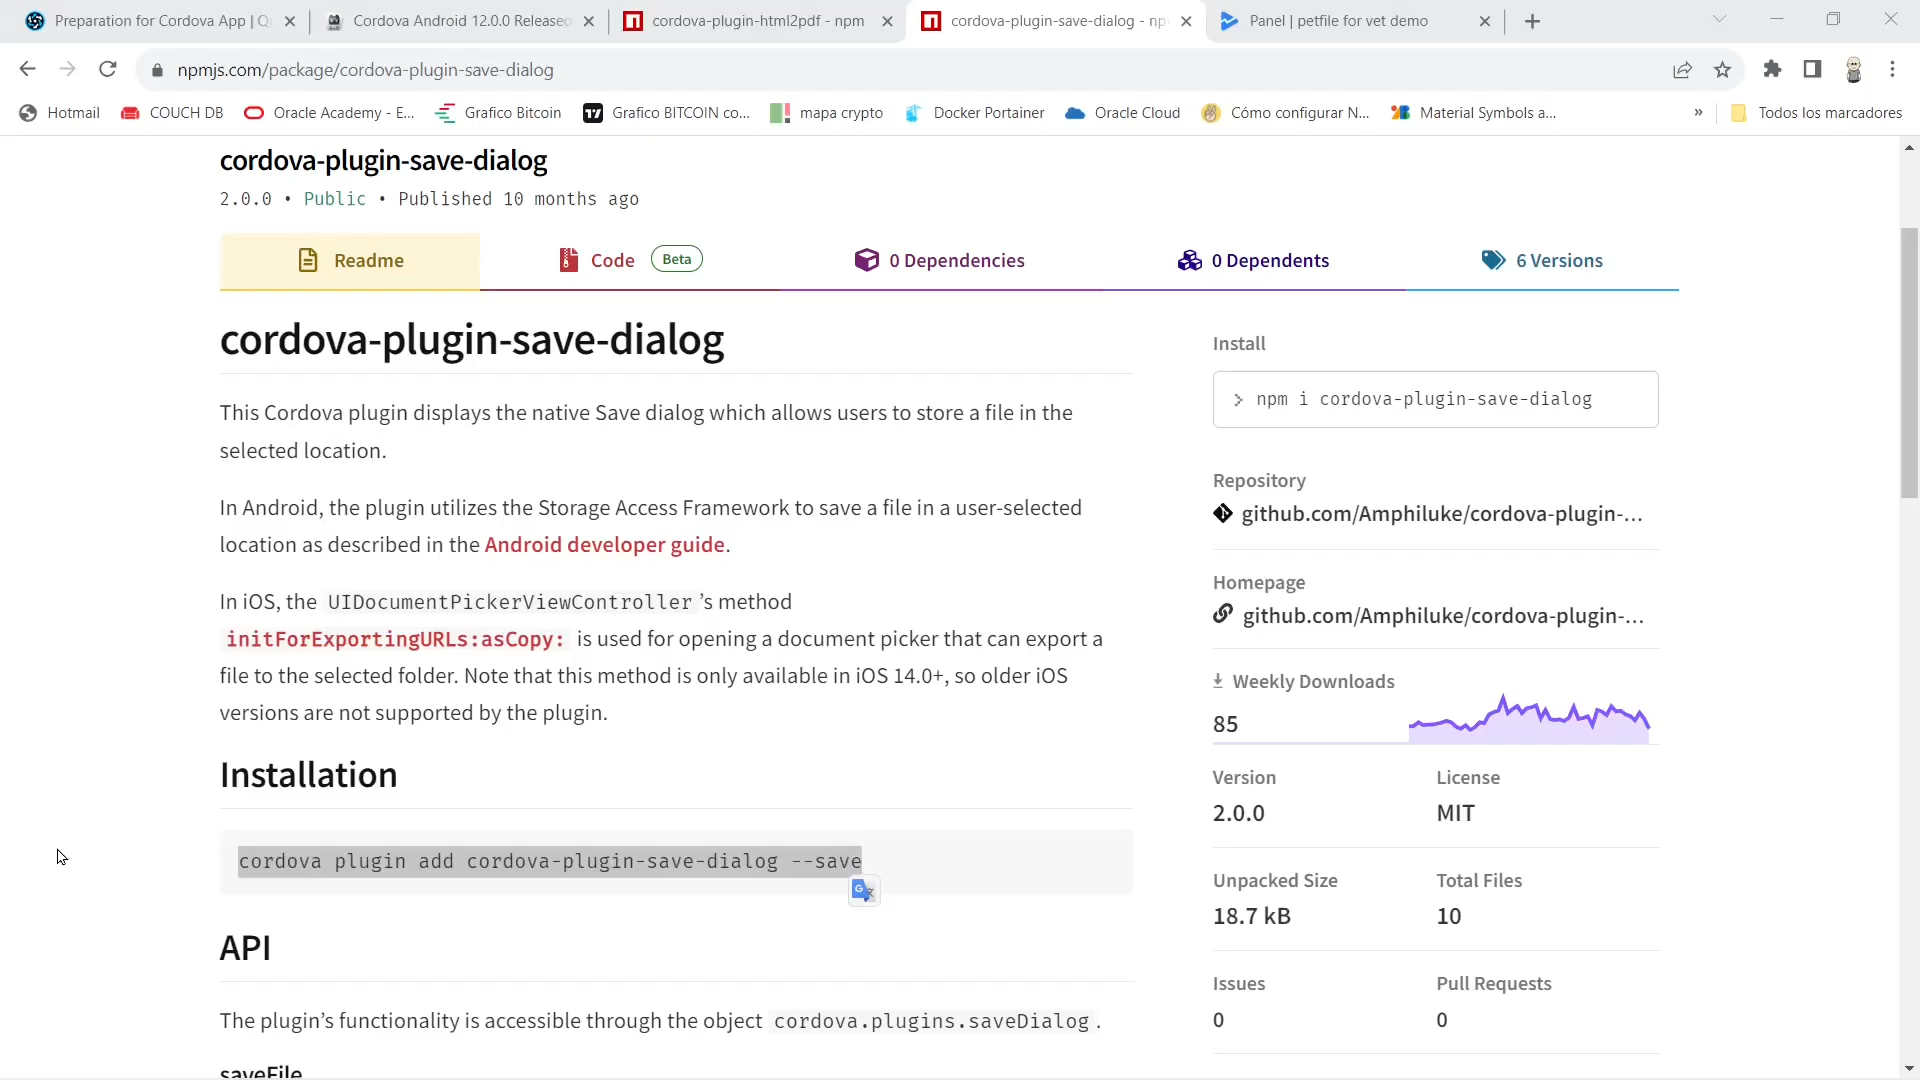 Preparation for Cordova App | Q
Cordova Android 12.0.0 Released
cordova-plugin-html2pdf - npm
cordova-plugin-save-dialog - np
Panel | petfile for vet demo
npmjs.com/package/cordova-plugin-save-dialog
Hotmail
COUCH DB
Oracle Academy - E...
Grafico Bitcoin
Grafico BITCOIN co...
mapa crypto
Docker Portainer
Oracle Cloud
Cómo configurar N...
Material Symbols a...
»
Todos los marcadores
cordova-plugin-save-dialog
2.0.0 • Public • Published 10 months ago
Readme
Code Beta
0 Dependencies
0 Dependents
6 Versions
cordova-plugin-save-dialog
This Cordova plugin displays the native Save dialog which allows users to store a file in the
selected location.
In Android, the plugin utilizes the Storage Access Framework to save a file in a user-selected
location as described in the Android developer guide.
In iOS, the UIDocumentPickerViewController 's method
initForExportingURLs:asCopy: is used for opening a document picker that can export a
file to the selected folder. Note that this method is only available in iOS 14.0+, so older iOS
versions are not supported by the plugin.
Installation
cordova plugin add cordova-plugin-save-dialog --save
API
The plugin’s functionality is accessible through the object cordova.plugins.saveDialog .
saveFile
Install
> npm i cordova-plugin-save-dialog
Repository
github.com/Amphiluke/cordova-plugin-...
Homepage
github.com/Amphiluke/cordova-plugin-...
Weekly Downloads
85
Version
License
2.0.0
MIT
Unpacked Size
Total Files
18.7 kB
10
Issues
Pull Requests
0
0